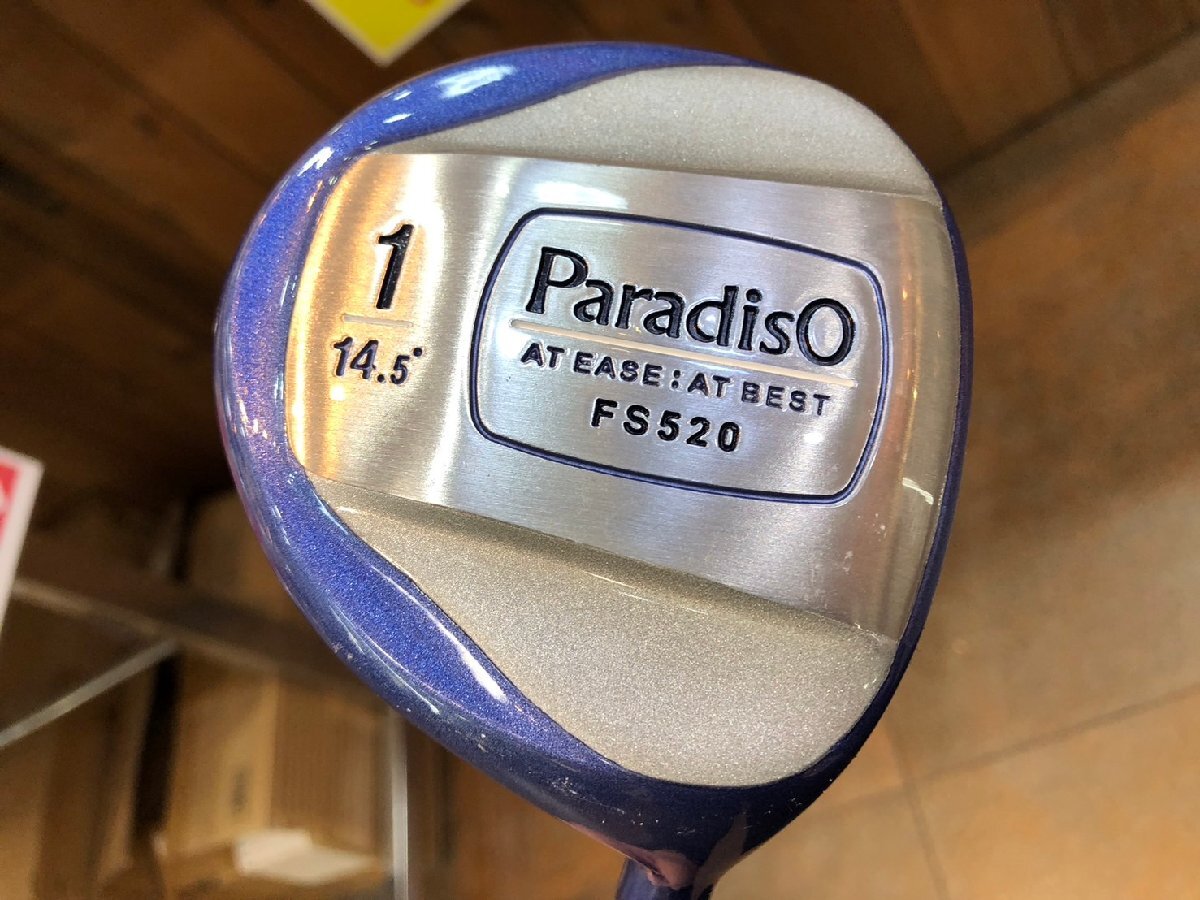 1
14.5°
ParadisO
AT EASE : AT BEST
FS520